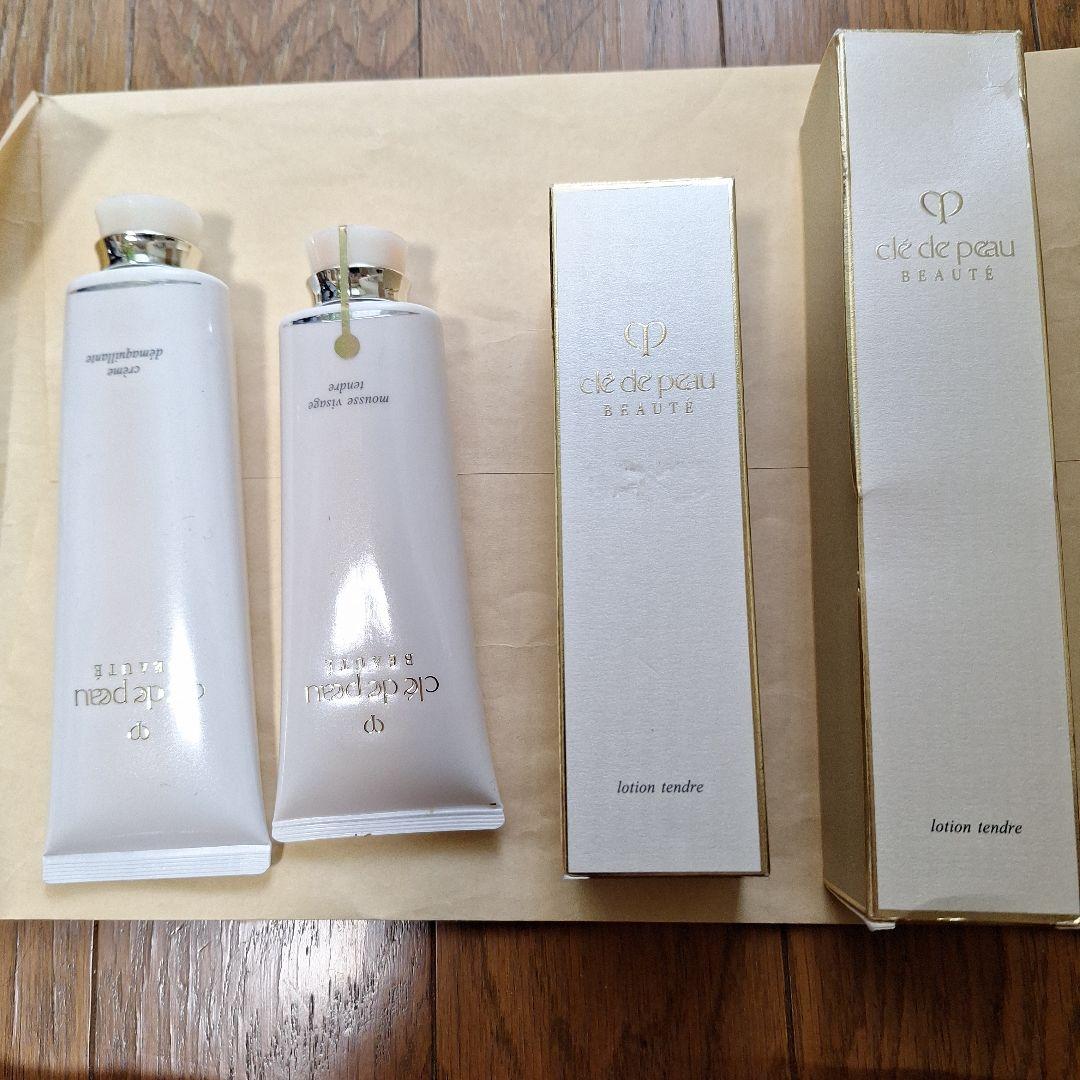 crème
démaquillante
clé de peau
BEAUTÉ
mousse visage
tendre
clé de peau
BEAUTÉ
clé de peau
BEAUTÉ
lotion tendre
clé de peau
BEAUTÉ
lotion tendre